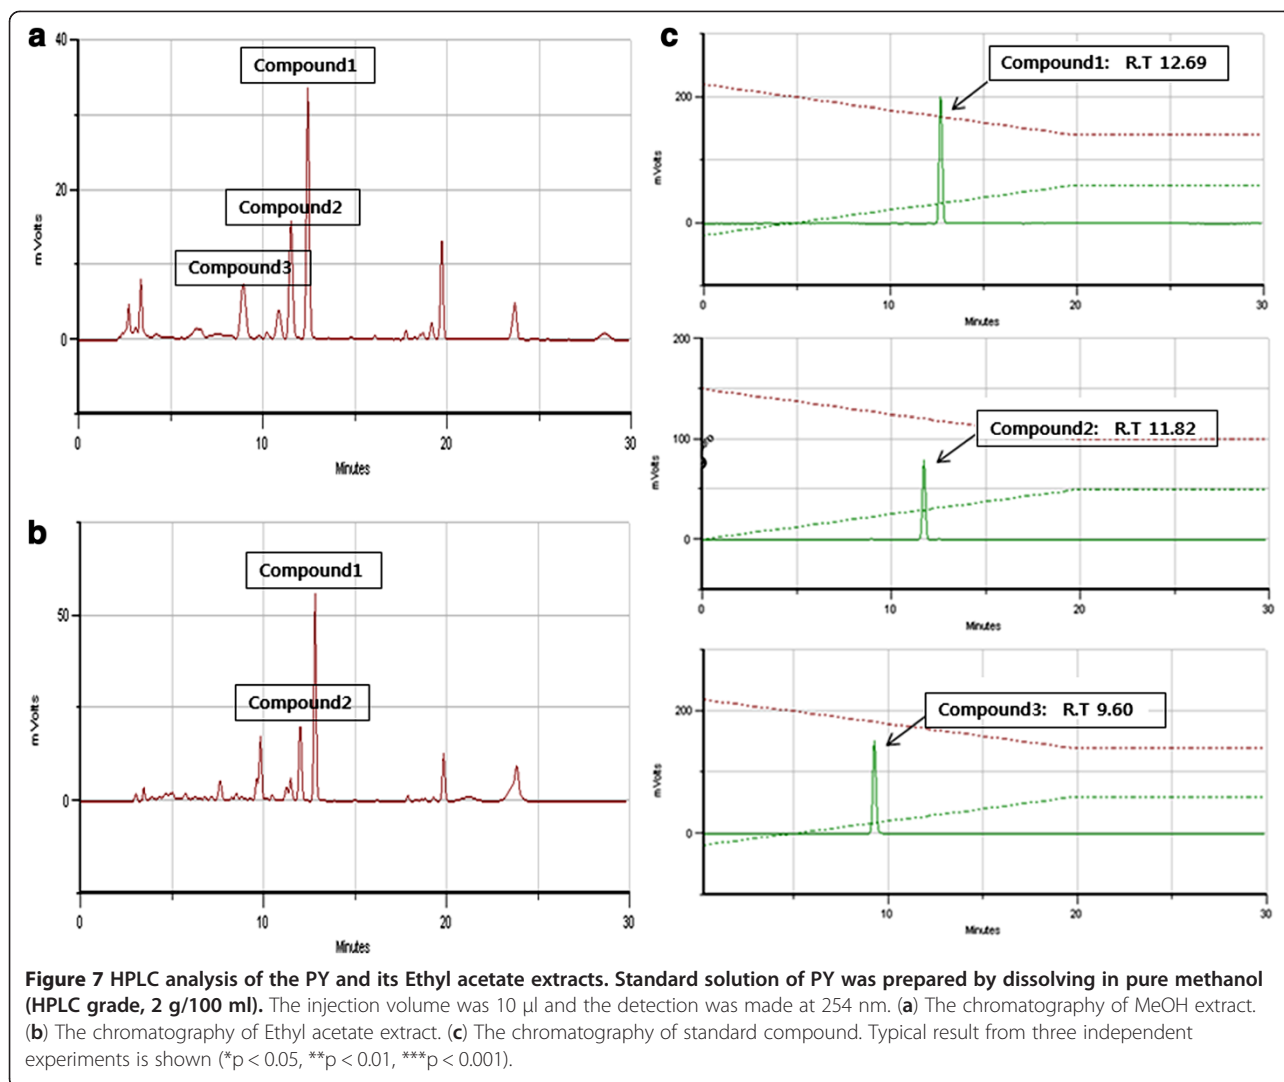 a
40
20
0
mVolts
Compound1
Compound2
Compound3
0 10 20 30
Minutes
b
50
0
mVolts
Compound1
Compound2
0 10 20 30
Minutes
c
200
0
mVolts
Compound1: R.T 12.69
0 10 20 30
Minutes
200
100
0
mVolts
Compound2: R.T 11.82
0 10 20 30
Minutes
200
0
mVolts
Compound3: R.T 9.60
10 20 30
Minutes
Figure 7 HPLC analysis of the PY and its Ethyl acetate extracts. Standard solution of PY was prepared by dissolving in pure methanol
(HPLC grade, 2 g/100 ml). The injection volume was 10 μl and the detection was made at 254 nm. (a) The chromatography of MeOH extract.
(b) The chromatography of Ethyl acetate extract. (c) The chromatography of standard compound. Typical result from three independent
experiments is shown (*p < 0.05, **p < 0.01, ***p < 0.001).